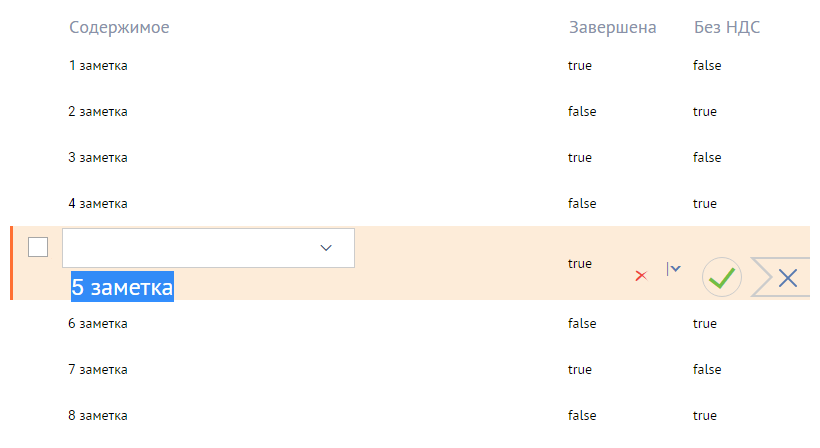 Содержимое Завершена Без НДС
1 заметка true false
2 заметка false true
3 заметка true false
4 заметка false true
5 заметка true
6 заметка false true
7 заметка true false
8 заметка false true